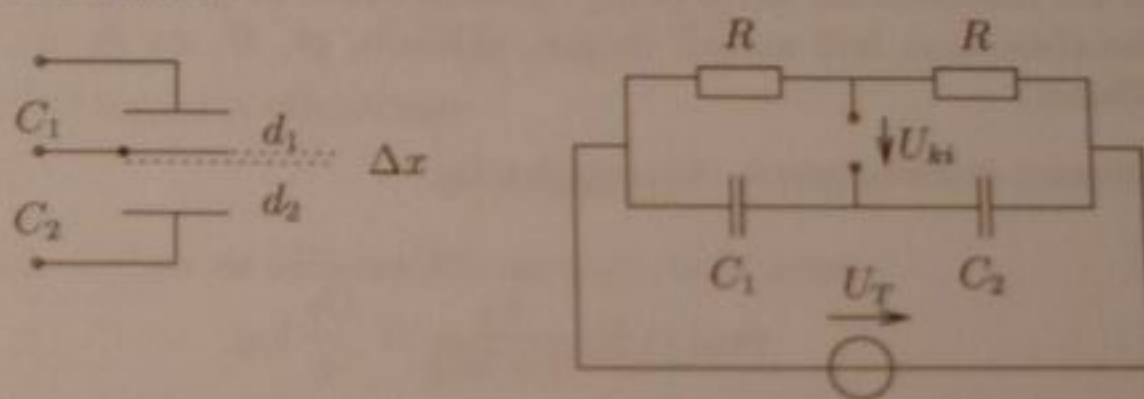 C₁
d₁
Δx
C₂
d₂
R
R
U_ki
C₁
C₂
U_T